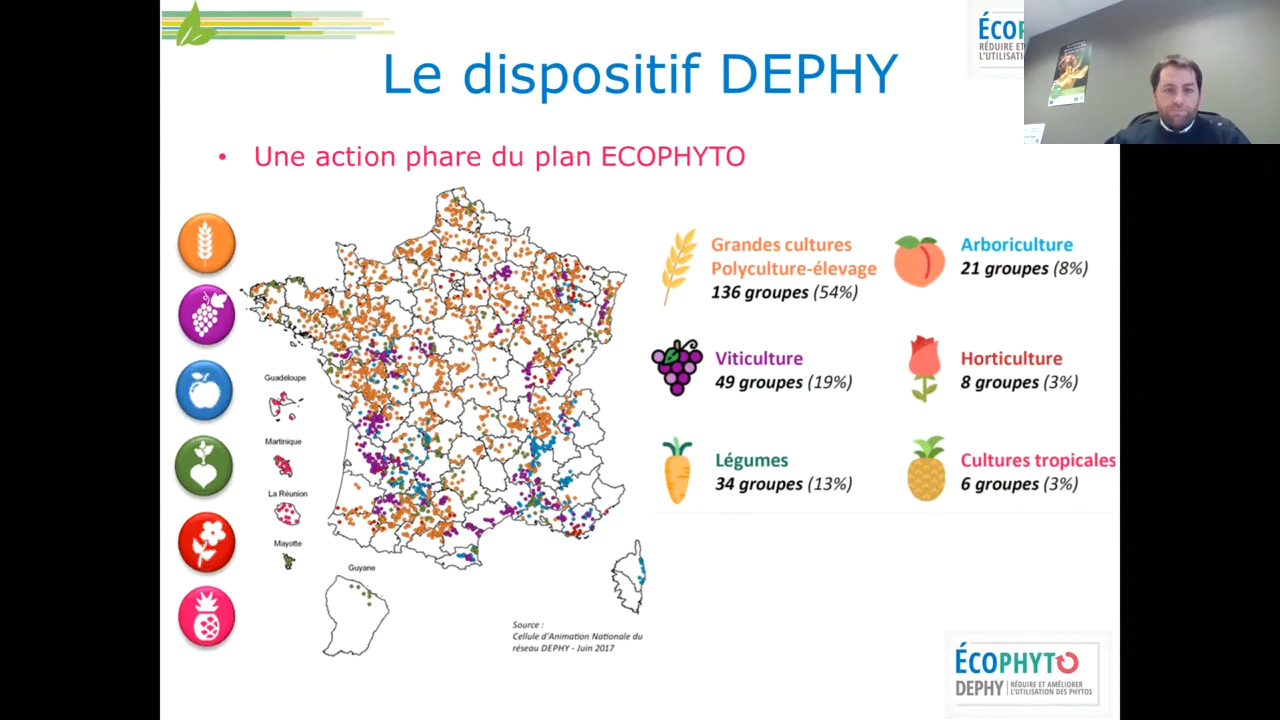 Le dispositif DEPHY
ÉCOPH
RÉDUIRE ET
L'UTILISATI
• Une action phare du plan ECOPHYTO
Grandes cultures
Polyculture-élevage
136 groupes (54%)
Arboriculture
21 groupes (8%)
Viticulture
49 groupes (19%)
Horticulture
8 groupes (3%)
Légumes
34 groupes (13%)
Cultures tropicales
6 groupes (3%)
Guadeloupe
Martinique
La Réunion
Mayotte
Guyane
Source :
Cellule d'Animation Nationale du
réseau DEPHY - Juin 2017
ÉCOPHYTO
DEPHY RÉDUIRE ET AMÉLIORER
L'UTILISATION DES PHYTOS